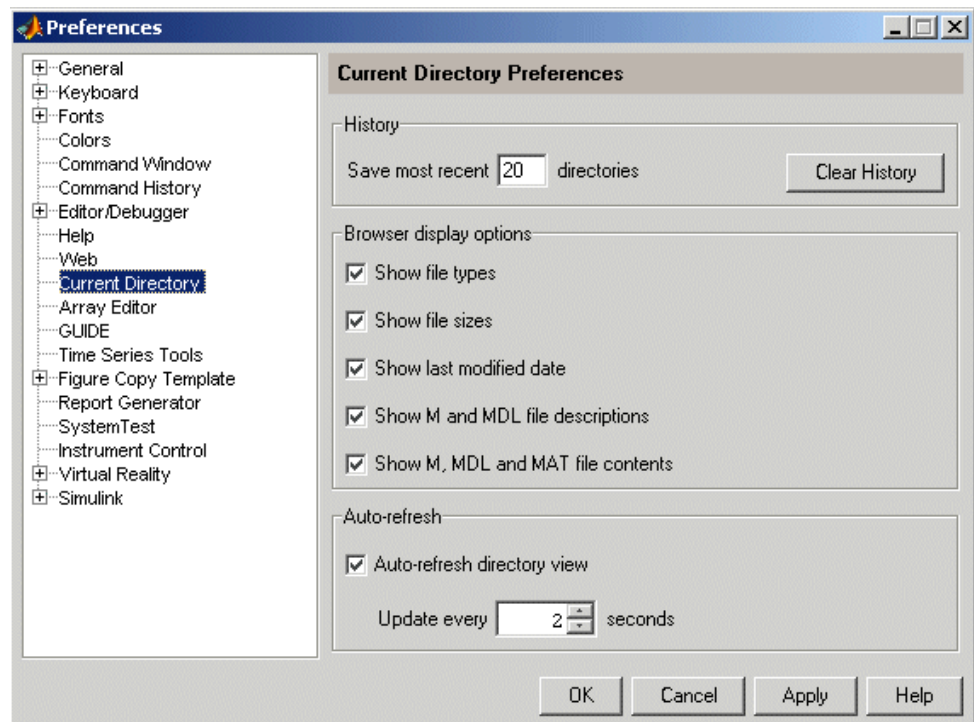 Preferences
General
Keyboard
Fonts
Colors
Command Window
Command History
Editor/Debugger
Help
Web
Current Directory
Array Editor
GUIDE
Time Series Tools
Figure Copy Template
Report Generator
SystemTest
Instrument Control
Virtual Reality
Simulink
Current Directory Preferences
History
Save most recent 20 directories
Clear History
Browser display options
Show file types
Show file sizes
Show last modified date
Show M and MDL file descriptions
Show M, MDL and MAT file contents
Auto-refresh
Auto-refresh directory view
Update every 2 seconds
OK Cancel Apply Help